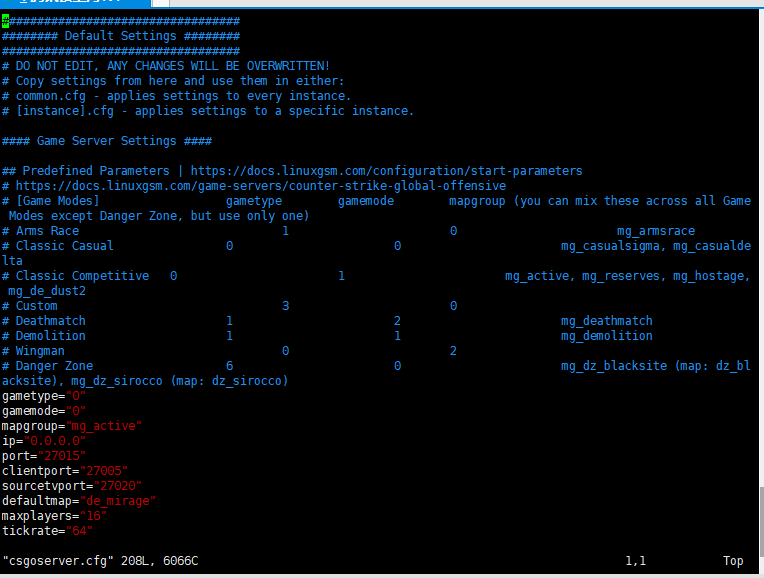 #################################
######## Default Settings ########
##################################
# DO NOT EDIT, ANY CHANGES WILL BE OVERWRITTEN!
# Copy settings from here and use them in either:
# common.cfg - applies settings to every instance.
# [instance].cfg - applies settings to a specific instance.
#### Game Server Settings ####
## Predefined Parameters | https://docs.linuxgsm.com/configuration/start-parameters
# https://docs.linuxgsm.com/game-servers/counter-strike-global-offensive
# [Game Modes] gametype gamemode mapgroup (you can mix these across all Game
Modes except Danger Zone, but use only one)
# Arms Race 1 0 mg_armsrace
# Classic Casual 0 0 mg_casualsigma, mg_casualde
lta
# Classic Competitive 0 1 mg_active, mg_reserves, mg_hostage,
mg_de_dust2
# Custom 3 0
# Deathmatch 1 2 mg_deathmatch
# Demolition 1 1 mg_demolition
# Wingman 0 2
# Danger Zone 6 0 mg_dz_blacksite (map: dz_bl
acksite), mg_dz_sirocco (map: dz_sirocco)
gametype="0"
gamemode="0"
mapgroup="mg_active"
ip="0.0.0.0"
port="27015"
clientport="27005"
sourcetvport="27020"
defaultmap="de_mirage"
maxplayers="16"
tickrate="64"
"csgoserver.cfg" 208L, 6066C 1,1 Top